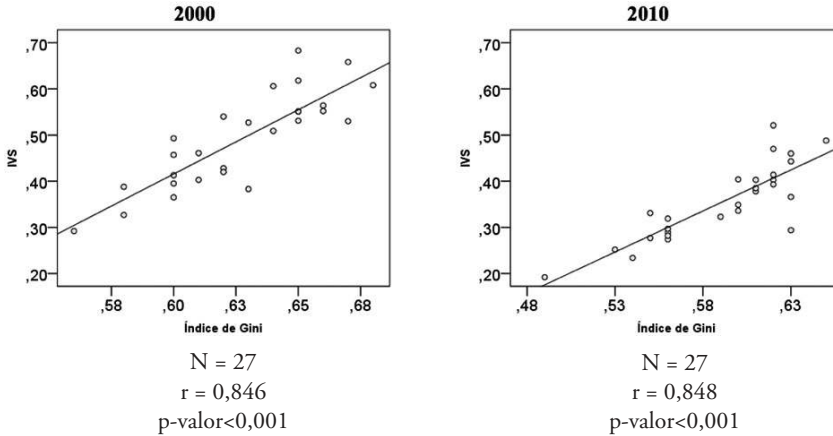 2000
,70
,60
,50
,40
,30
,20
IVS
,58 ,60 ,63 ,65 ,68
Índice de Gini
N = 27
r = 0,846
p-valor<0,001
2010
,70
,60
,50
,40
,30
,20
IVS
,48 ,53 ,58 ,63
Índice de Gini
N = 27
r = 0,848
p-valor<0,001